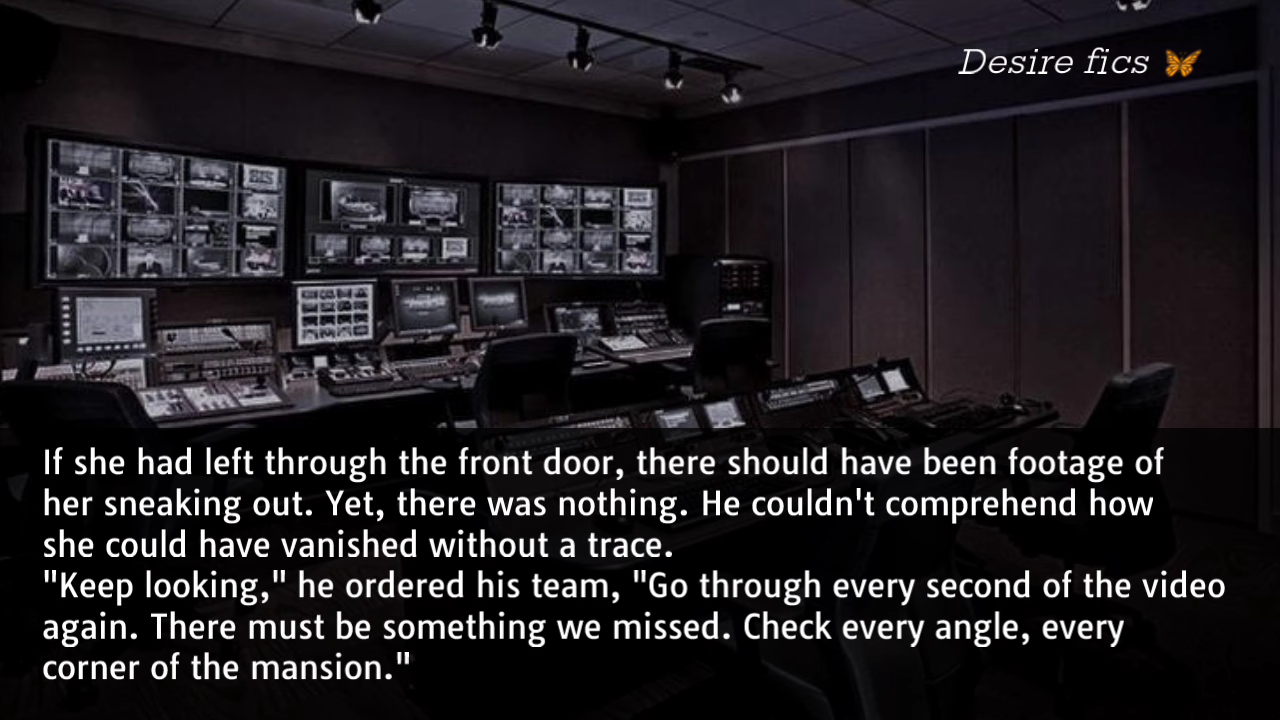 Desire fics 🦋
If she had left through the front door, there should have been footage of
her sneaking out. Yet, there was nothing. He couldn't comprehend how
she could have vanished without a trace.
"Keep looking," he ordered his team, "Go through every second of the video
again. There must be something we missed. Check every angle, every
corner of the mansion."